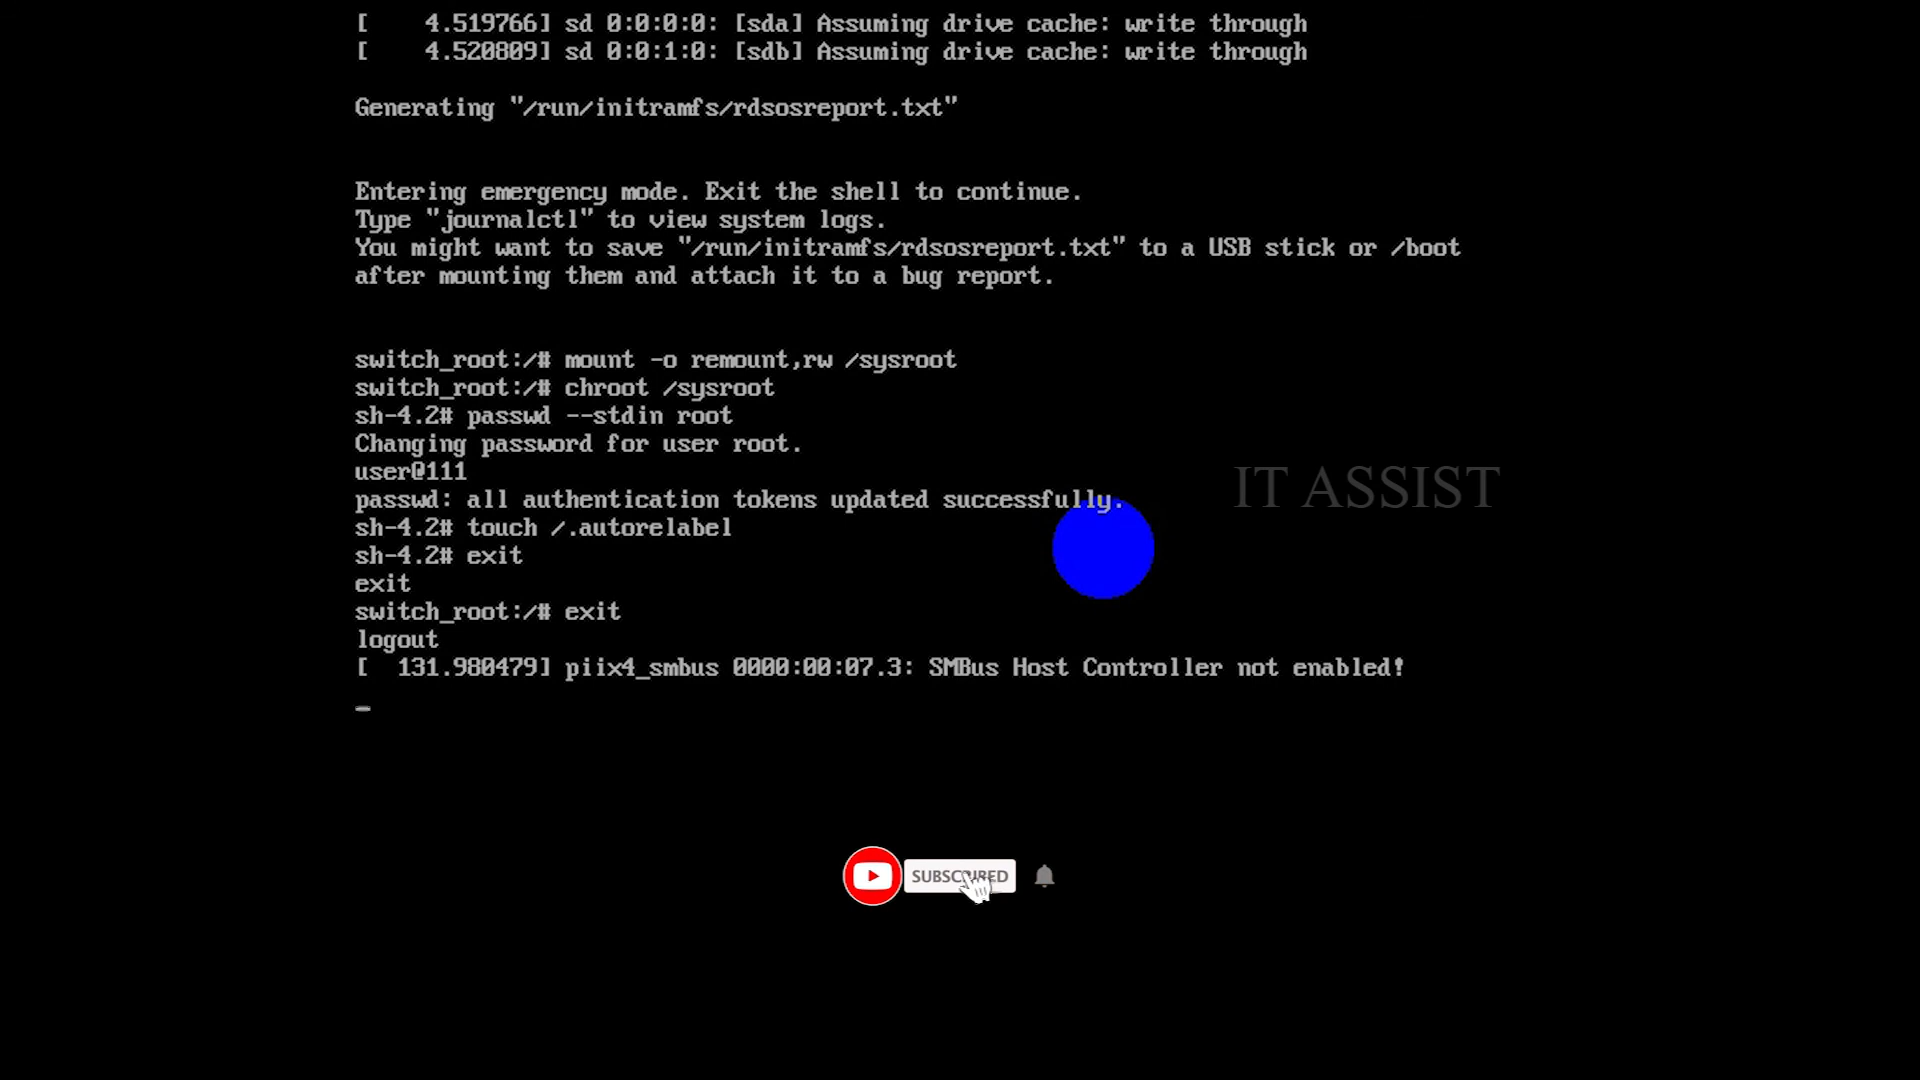 [    4.519766] sd 0:0:0:0: [sda] Assuming drive cache: write through
[    4.520809] sd 0:0:1:0: [sdb] Assuming drive cache: write through
Generating "/run/initramfs/rdsosreport.txt"
Entering emergency mode. Exit the shell to continue.
Type "journalctl" to view system logs.
You might want to save "/run/initramfs/rdsosreport.txt" to a USB stick or /boot
after mounting them and attach it to a bug report.
switch_root:/# mount -o remount,rw /sysroot
switch_root:/# chroot /sysroot
sh-4.2# passwd --stdin root
Changing password for user root.
user@111
IT ASSIST
passwd: all authentication tokens updated successfully.
sh-4.2# touch /.autorelabel
sh-4.2# exit
exit
switch_root:/# exit
logout
[  131.980479] piix4_smbus 0000:00:07.3: SMBus Host Controller not enabled!
SUBSCRIBED